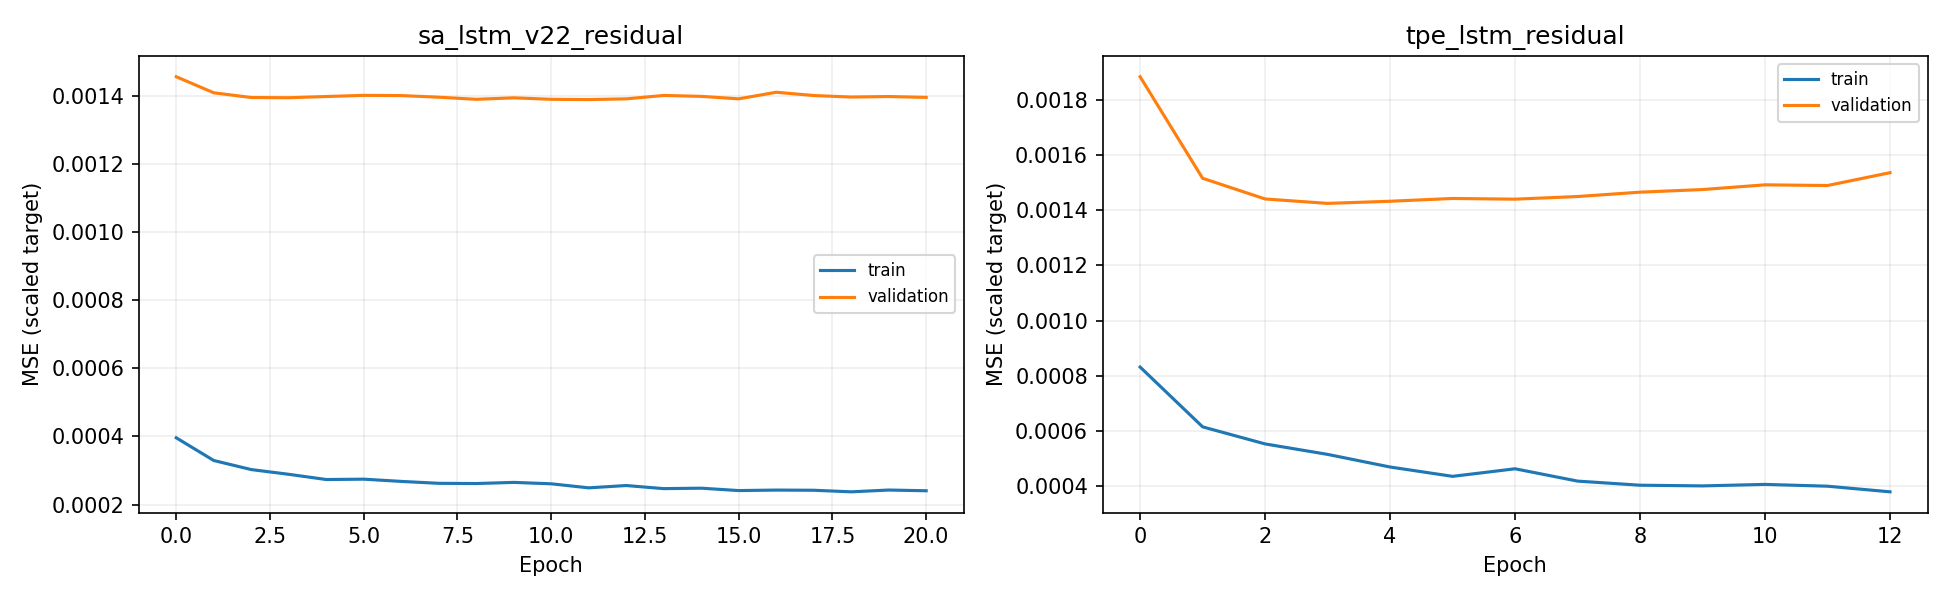 sa_lstm_v22_residual
MSE (scaled target)
0.0014
0.0012
0.0010
0.0008
0.0006
0.0004
0.0002
train
validation
0.0 2.5 5.0 7.5 10.0 12.5 15.0 17.5 20.0
Epoch
tpe_lstm_residual
MSE (scaled target)
0.0018
0.0016
0.0014
0.0012
0.0010
0.0008
0.0006
0.0004
train
validation
0 2 4 6 8 10 12
Epoch